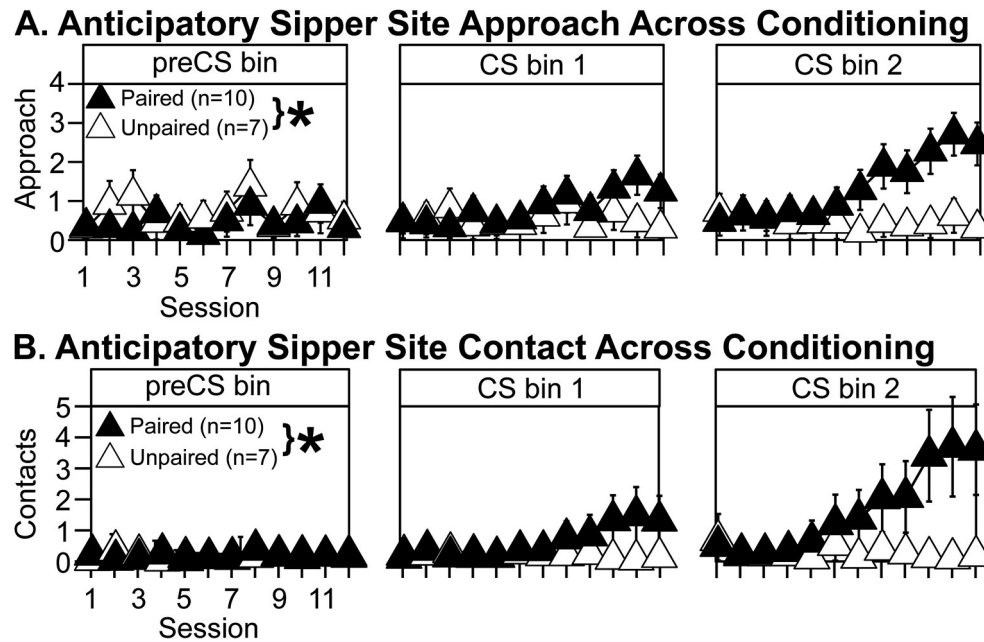 A. Anticipatory Sipper Site Approach Across Conditioning
preCS bin
CS bin 1
CS bin 2
Approach
4
3
2
1
0
Paired (n=10)
Unpaired (n=7)
} *
1 3 5 7 9 11
Session
B. Anticipatory Sipper Site Contact Across Conditioning
preCS bin
CS bin 1
CS bin 2
Contacts
5
4
3
2
1
0
Paired (n=10)
Unpaired (n=7)
} *
1 3 5 7 9 11
Session